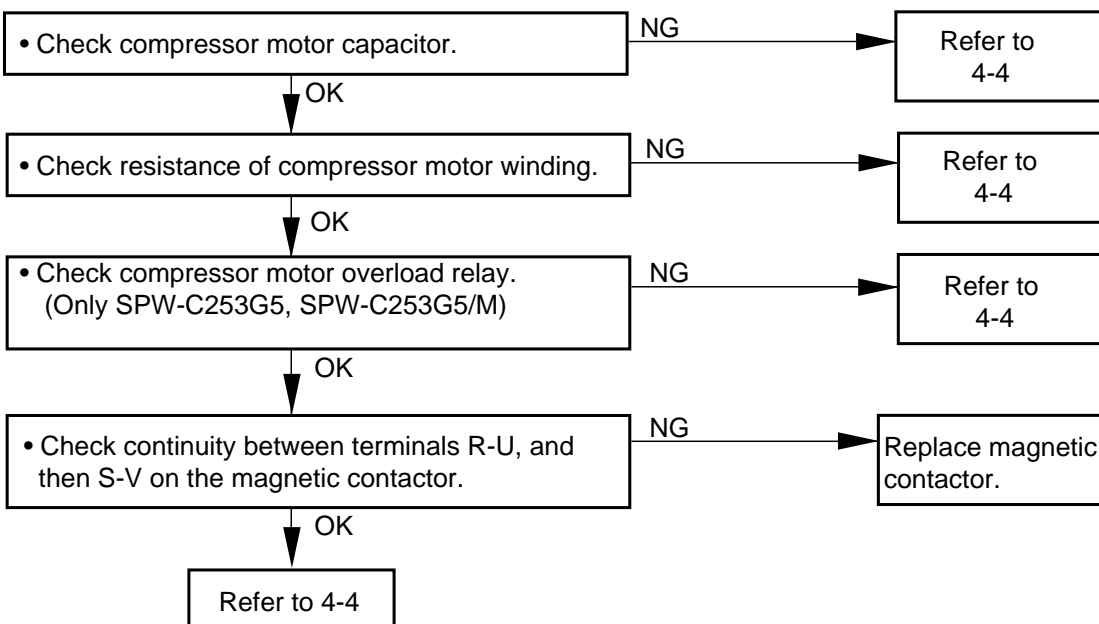 • Check compressor motor capacitor.
NG
Refer to
4-4
OK
• Check resistance of compressor motor winding.
NG
Refer to
4-4
OK
• Check compressor motor overload relay.
(Only SPW-C253G5, SPW-C253G5/M)
NG
Refer to
4-4
OK
• Check continuity between terminals R-U, and
then S-V on the magnetic contactor.
NG
Replace magnetic
contactor.
OK
Refer to 4-4